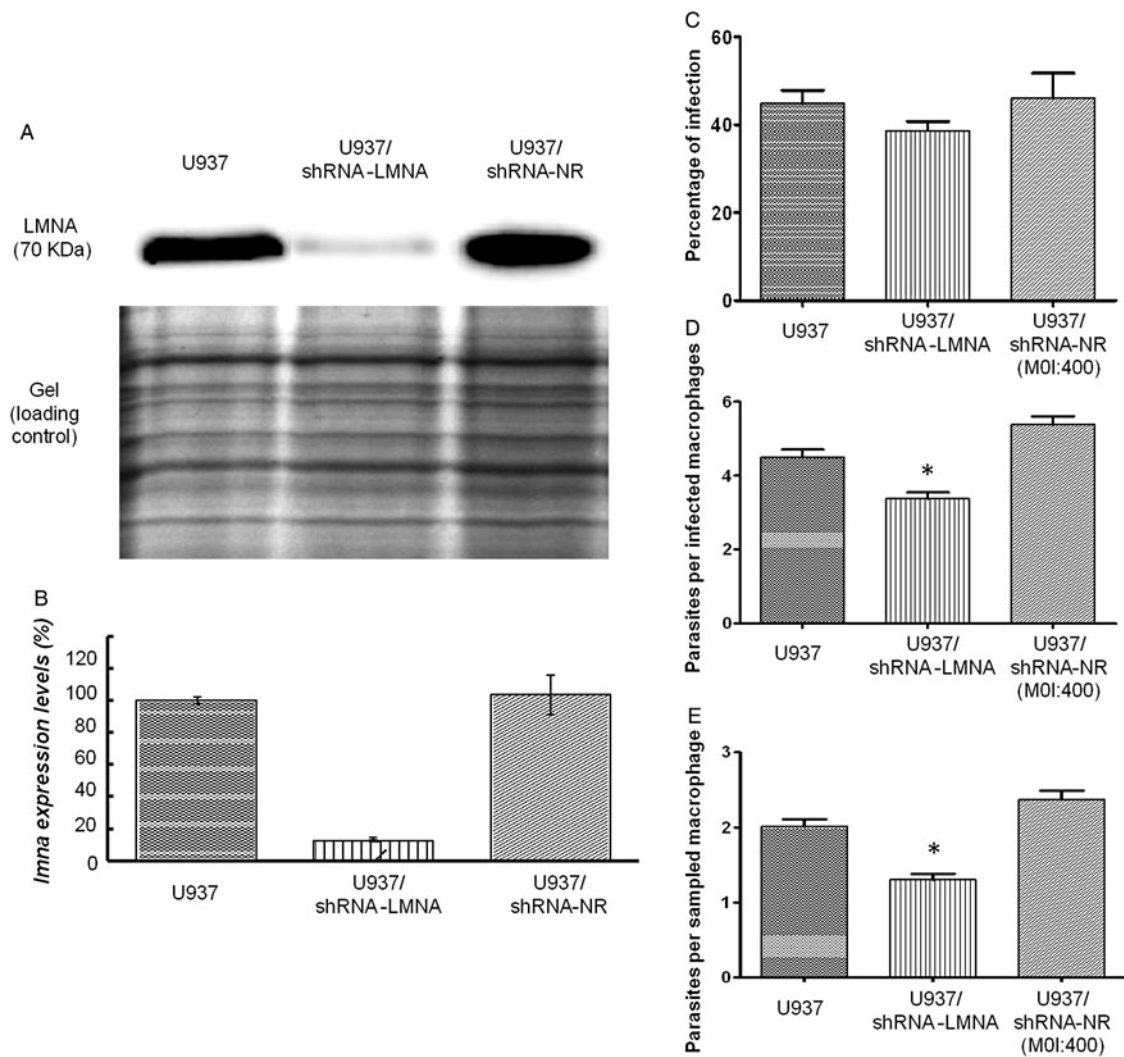 A
U937
U937/
shRNA-LMNA
U937/
shRNA-NR
LMNA
(70 KDa)
Gel
(loading
control)
B
lmna expression levels (%)
120
100
80
60
40
20
0
U937
U937/
shRNA-LMNA
U937/
shRNA-NR
C
Percentage of infection
60
40
20
0
U937
U937/
shRNA-LMNA
U937/
shRNA-NR
(M0I:400)
D
Parasites per infected macrophages
6
4
2
0
*
U937
U937/
shRNA-LMNA
U937/
shRNA-NR
(M0I:400)
E
Parasites per sampled macrophage
3
2
1
0
*
U937
U937/
shRNA-LMNA
U937/
shRNA-NR
(M0I:400)